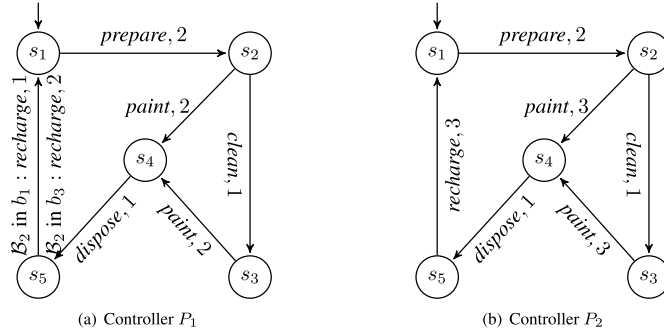 s1
prepare, 2
s2
paint, 2
clean, 1
s4
B2 in b1 : recharge, 1
B2 in b3 : recharge, 2
dispose, 1
paint, 2
s5
s3
(a) Controller P1
s1
prepare, 2
s2
paint, 3
clean, 1
s4
recharge, 3
dispose, 1
paint, 3
s5
s3
(b) Controller P2